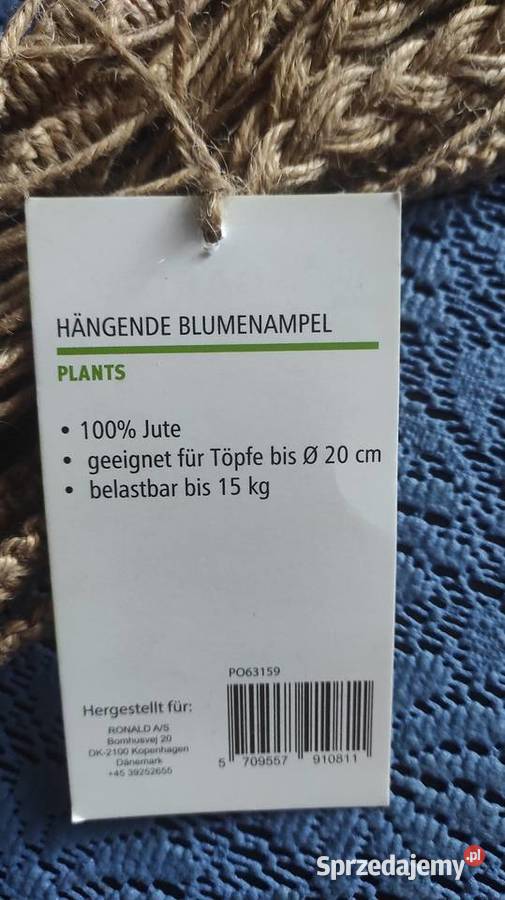 HÄNGENDE BLUMENAMPEL
PLANTS
• 100% Jute
• geeignet für Töpfe bis Ø 20 cm
• belastbar bis 15 kg
PO63159
Hergestellt für:
RONALD A/S
Bomhusvej 20
DK-2100 Kopenhagen
Dänemark
+45 39252655
5 709557 910811
Sprzedajemy.pl